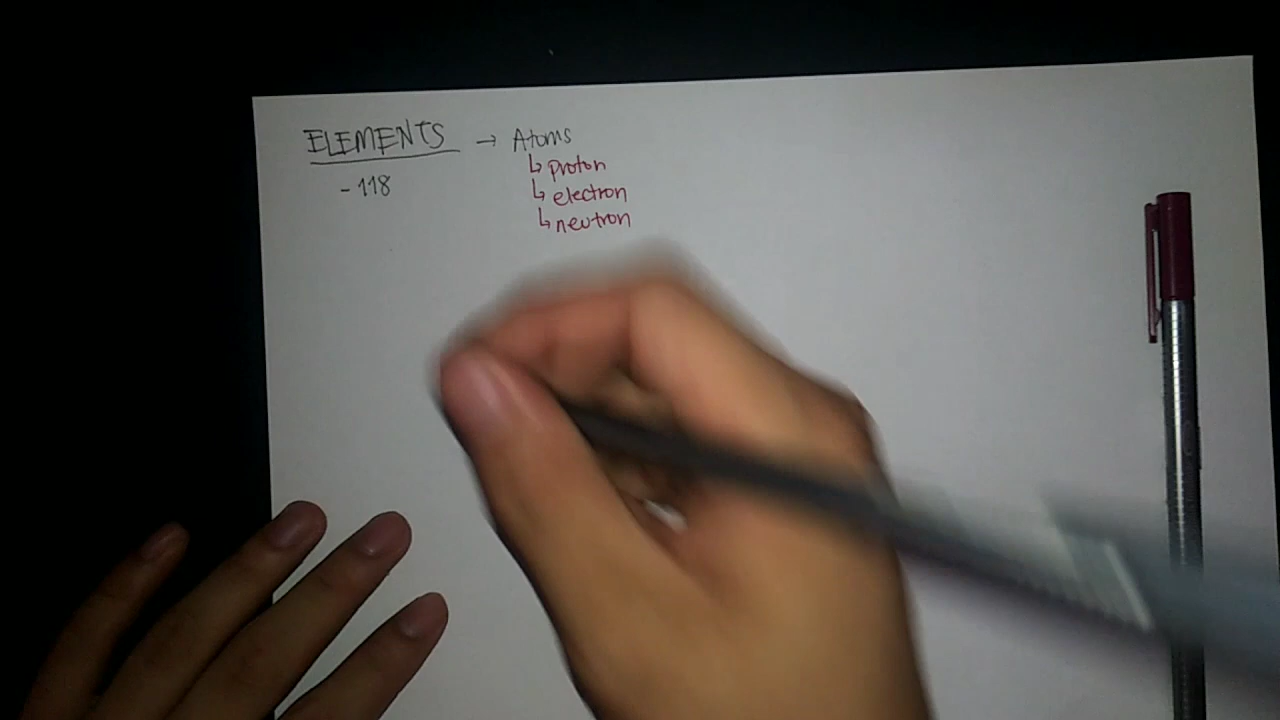 ELEMENTS → Atoms
↳ proton
- 118
↳ electron
↳ neutron